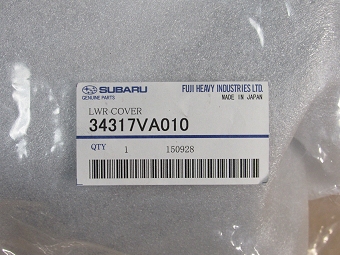 SUBARU FUJI HEAVY INDUSTRIES LTD.
GENUINE PARTS MADE IN JAPAN
LWR COVER
34317VA010
QTY 1 150928